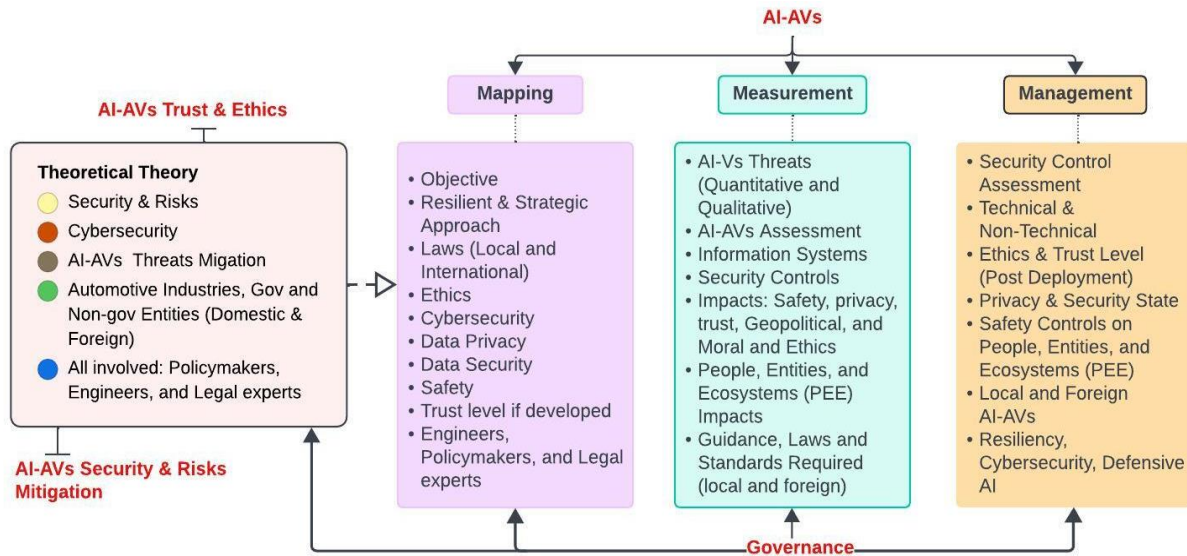 AI-AVs
Mapping
Measurement
Management
AI-AVs Trust & Ethics
Theoretical Theory
Security & Risks
Cybersecurity
AI-AVs Threats Migation
Automotive Industries, Gov and
Non-gov Entities (Domestic &
Foreign)
All involved: Policymakers,
Engineers, and Legal experts
AI-AVs Security & Risks
Mitigation
• Objective
• Resilient & Strategic
Approach
• Laws (Local and
International)
• Ethics
• Cybersecurity
• Data Privacy
• Data Security
• Safety
• Trust level if developed
• Engineers,
Policymakers, and Legal
experts
• AI-Vs Threats
(Quantitative and
Qualitative)
• AI-AVs Assessment
• Information Systems
• Security Controls
• Impacts: Safety, privacy,
trust, Geopolitical, and
Moral and Ethics
• People, Entities, and
Ecosystems (PEE)
Impacts
• Guidance, Laws and
Standards Required
(local and foreign)
• Security Control
Assessment
• Technical &
Non-Technical
• Ethics & Trust Level
(Post Deployment)
• Privacy & Security State
• Safety Controls on
People, Entities, and
Ecosystems (PEE)
• Local and Foreign
AI-AVs
• Resiliency,
Cybersecurity, Defensive
AI
Governance